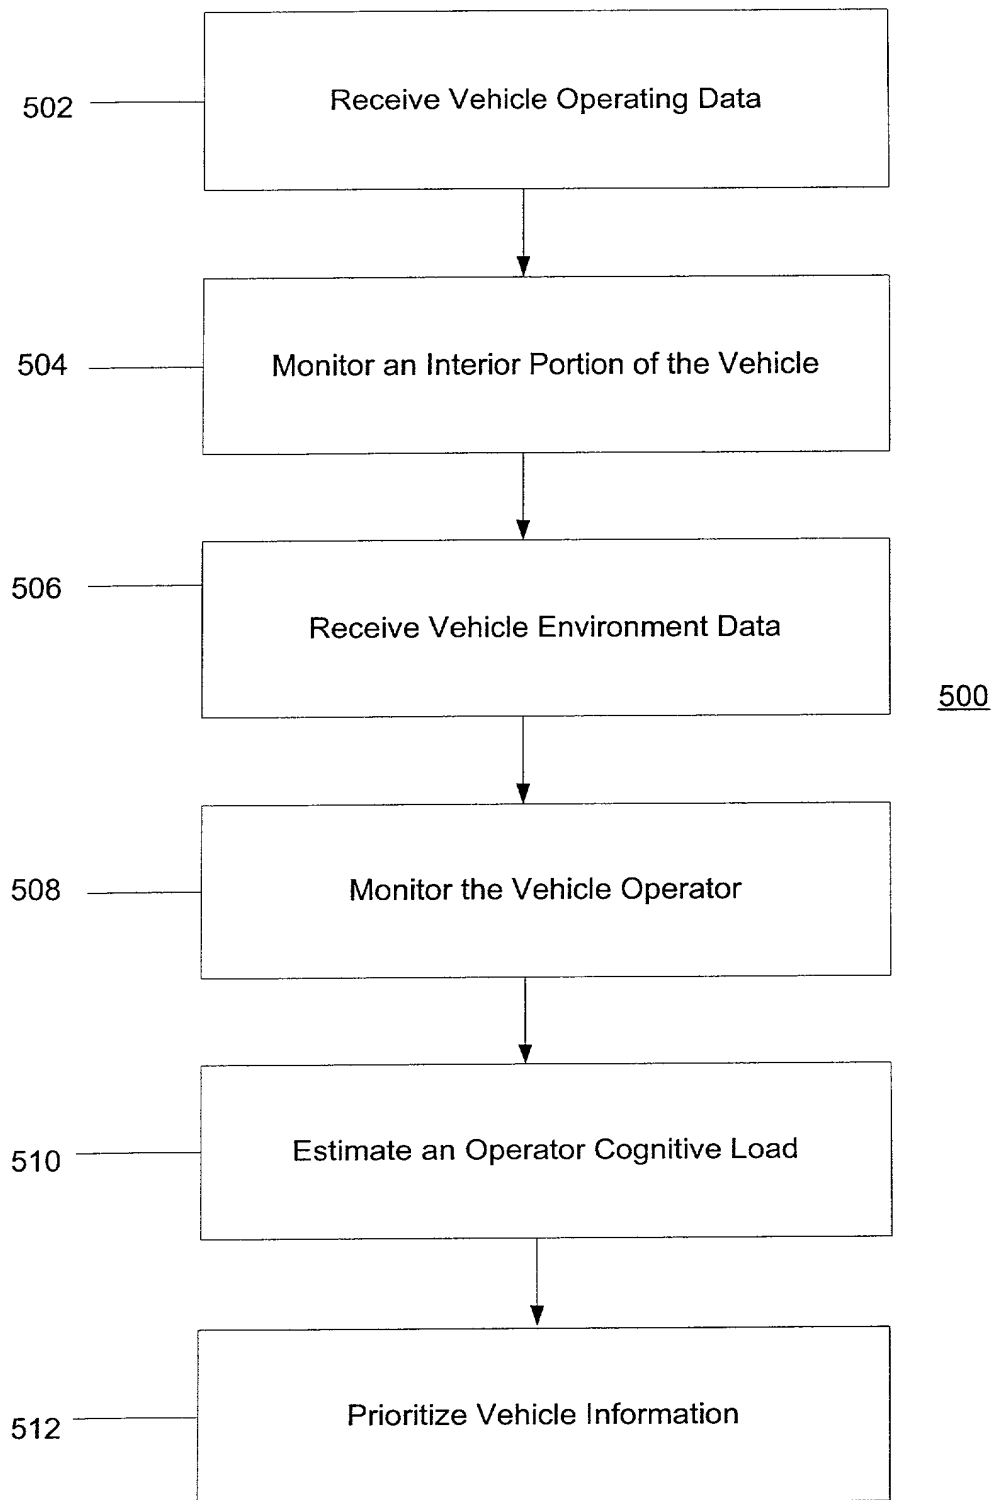 502
Receive Vehicle Operating Data
504
Monitor an Interior Portion of the Vehicle
506
Receive Vehicle Environment Data
500
508
Monitor the Vehicle Operator
510
Estimate an Operator Cognitive Load
512
Prioritize Vehicle Information